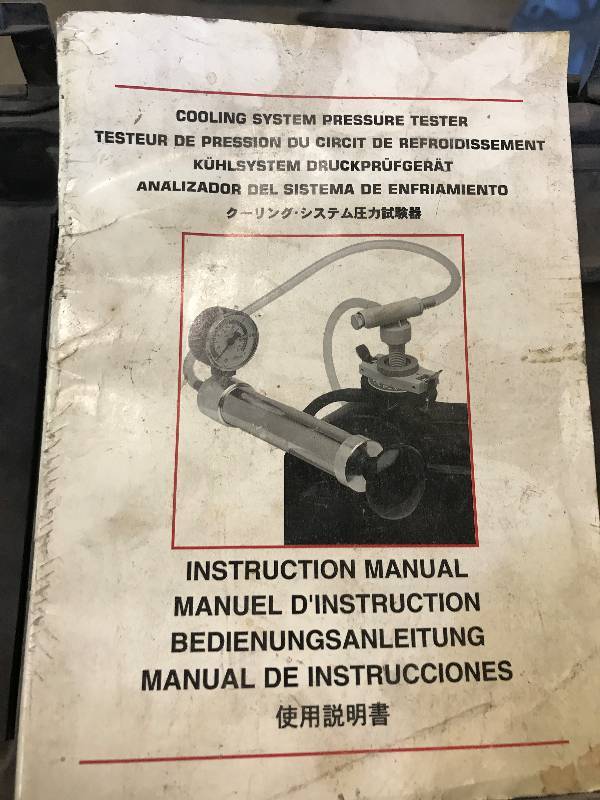 COOLING SYSTEM PRESSURE TESTER
TESTEUR DE PRESSION DU CIRCIT DE REFROIDISSEMENT
KÜHLSYSTEM DRUCKPRÜFGERÄT
ANALIZADOR DEL SISTEMA DE ENFRIAMIENTO
クーリング・システム圧力試験器
INSTRUCTION MANUAL
MANUEL D'INSTRUCTION
BEDIENUNGSANLEITUNG
MANUAL DE INSTRUCCIONES
使用説明書